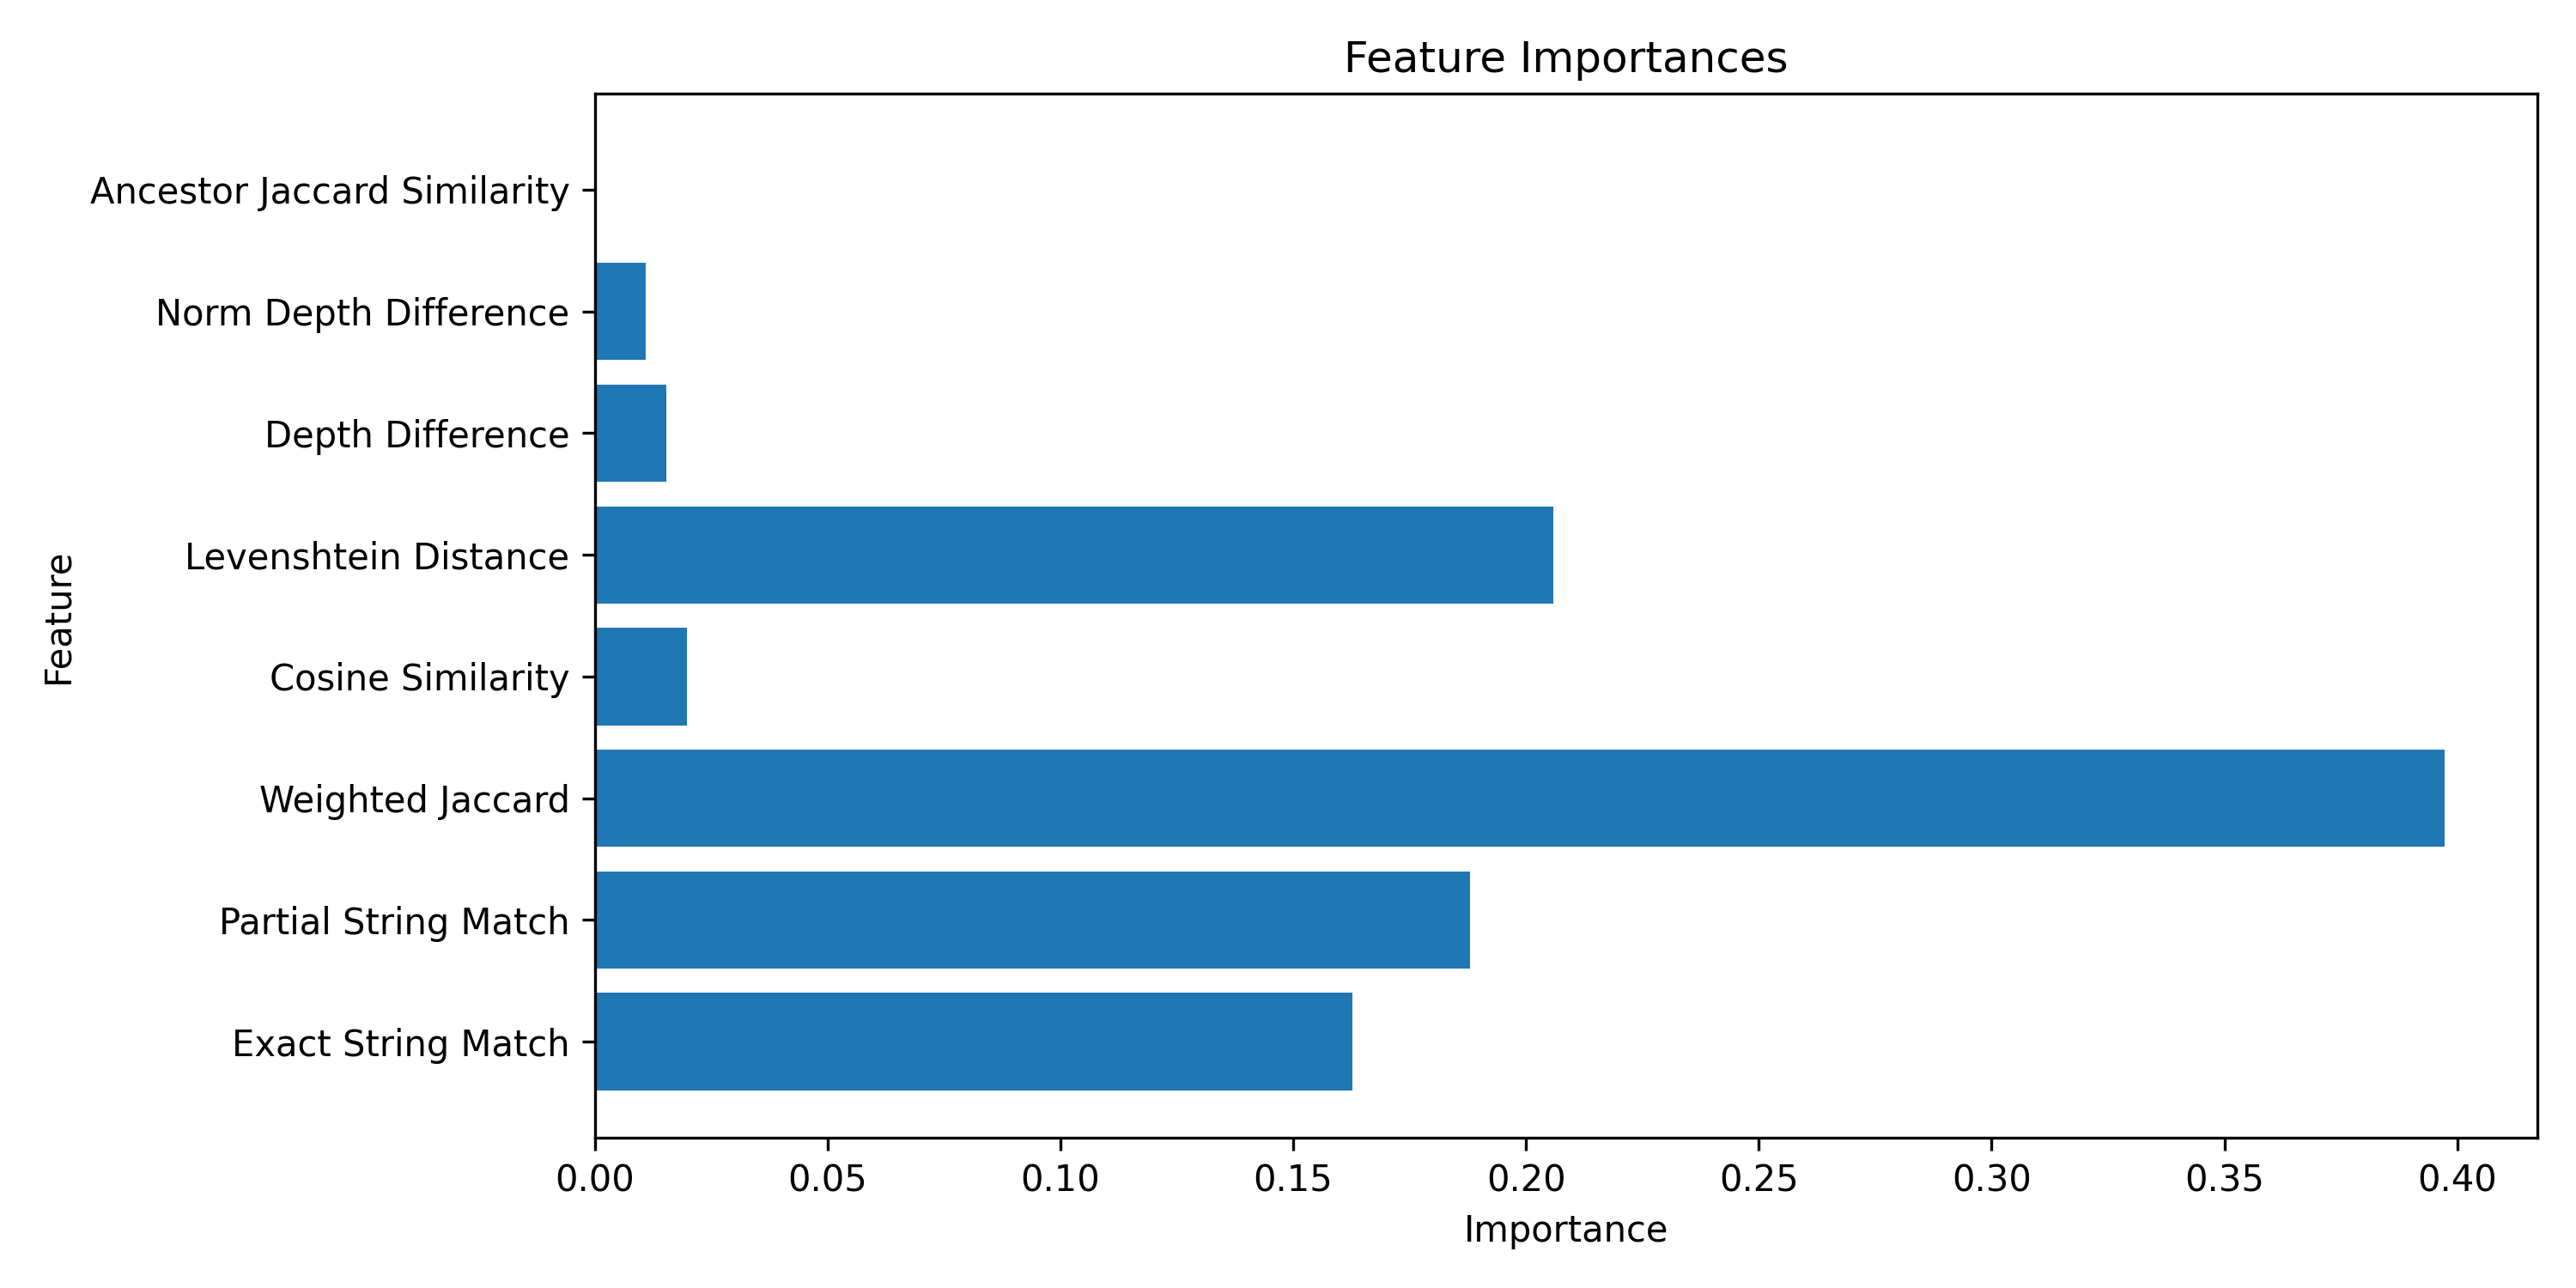 Feature Importances
Ancestor Jaccard Similarity
Norm Depth Difference
Depth Difference
Levenshtein Distance
Cosine Similarity
Weighted Jaccard
Partial String Match
Exact String Match
Feature
0.00 0.05 0.10 0.15 0.20 0.25 0.30 0.35 0.40
Importance